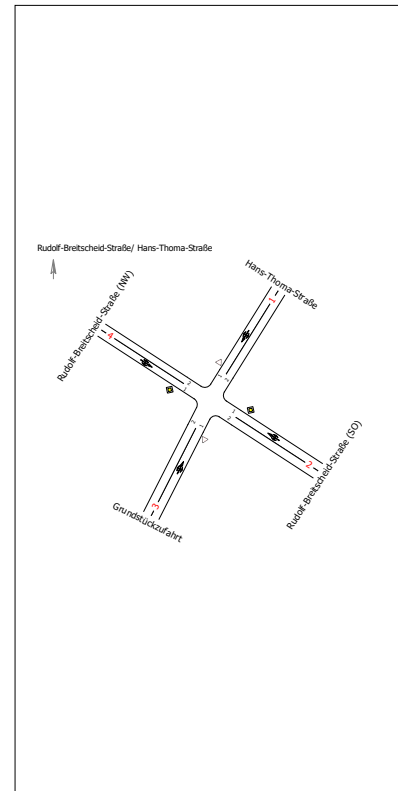 Rudolf-Breitscheid-Straße/ Hans-Thoma-Straße
Hans-Thoma-Straße
1
Rudolf-Breitscheid-Straße (NW)
4
2
Rudolf-Breitscheid-Straße (SO)
3
Grundstückzufahrt